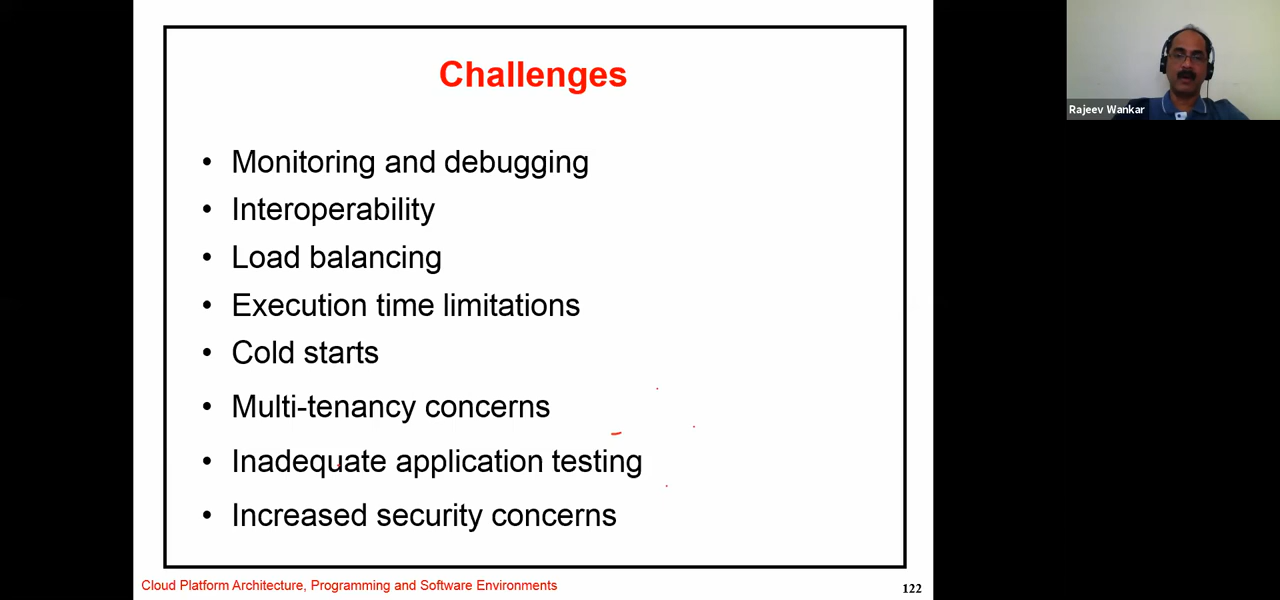 Challenges
• Monitoring and debugging
• Interoperability
• Load balancing
• Execution time limitations
• Cold starts
• Multi-tenancy concerns
• Inadequate application testing
• Increased security concerns
Cloud Platform Architecture, Programming and Software Environments
122
Rajeev Wankar